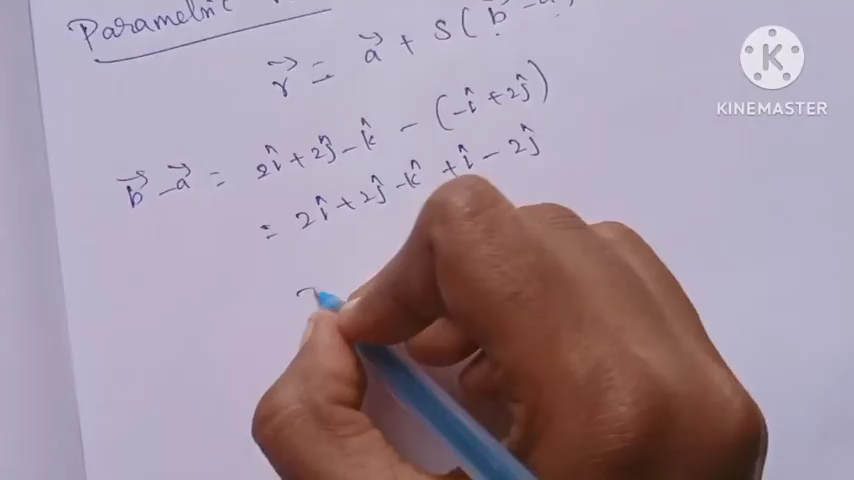 Parametric
r⃗ = a⃗ + s(b⃗ - a⃗)
b⃗ - a⃗ = 2î + 2ĵ - k̂ - (-î + 2ĵ)
= 2î + 2ĵ - k̂ + î - 2ĵ
KINEMASTER